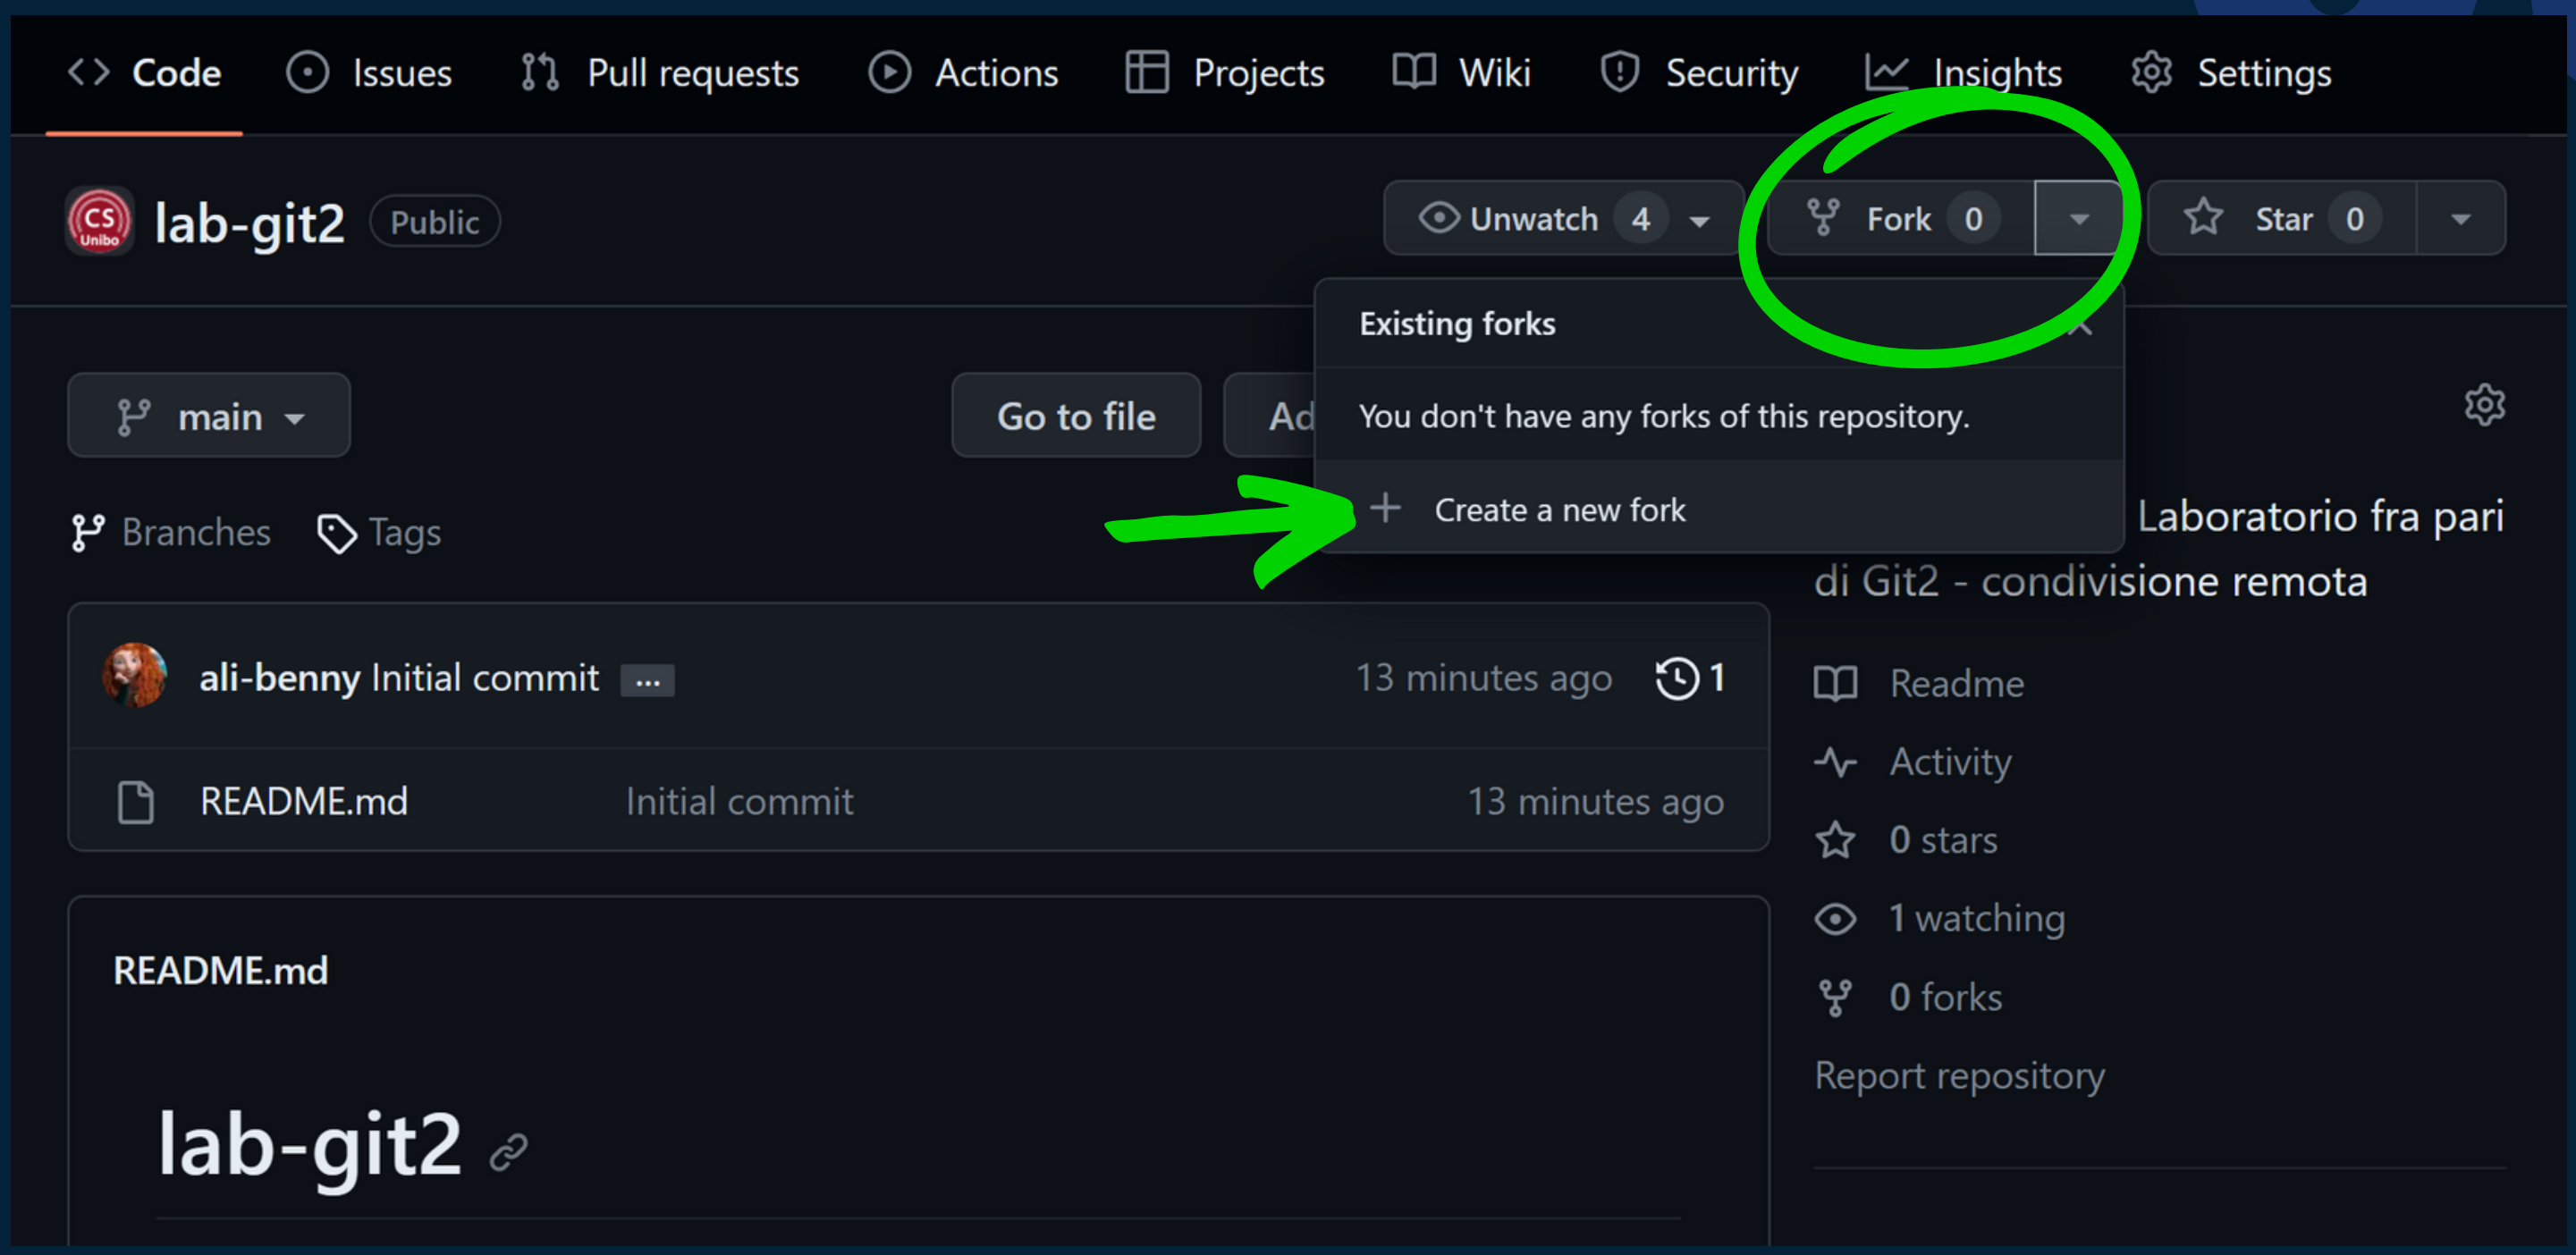 Code Issues Pull requests Actions Projects Wiki Security Insights Settings
CS
Unibo
lab-git2 Public Unwatch 4 Fork 0 Star 0
Existing forks
You don't have any forks of this repository.
Create a new fork
main Go to file Ad
Branches Tags
Laboratorio fra pari
di Git2 - condivisione remota
ali-benny Initial commit ... 13 minutes ago 1
README.md Initial commit 13 minutes ago
Readme
Activity
0 stars
1 watching
0 forks
Report repository
README.md
lab-git2